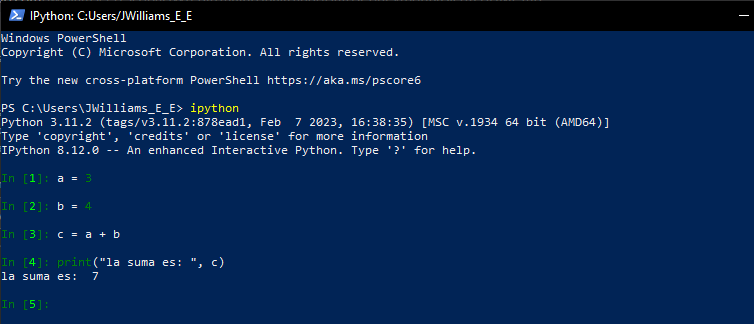 IPython: C:Users/JWilliams_E_E
Windows PowerShell
Copyright (C) Microsoft Corporation. All rights reserved.
Try the new cross-platform PowerShell https://aka.ms/pscore6
PS C:\Users\JWilliams_E_E> ipython
Python 3.11.2 (tags/v3.11.2:878ead1, Feb  7 2023, 16:38:35) [MSC v.1934 64 bit (AMD64)]
Type 'copyright', 'credits' or 'license' for more information
IPython 8.12.0 -- An enhanced Interactive Python. Type '?' for help.
In [1]: a = 3
In [2]: b = 4
In [3]: c = a + b
In [4]: print("la suma es: ", c)
la suma es:  7
In [5]: